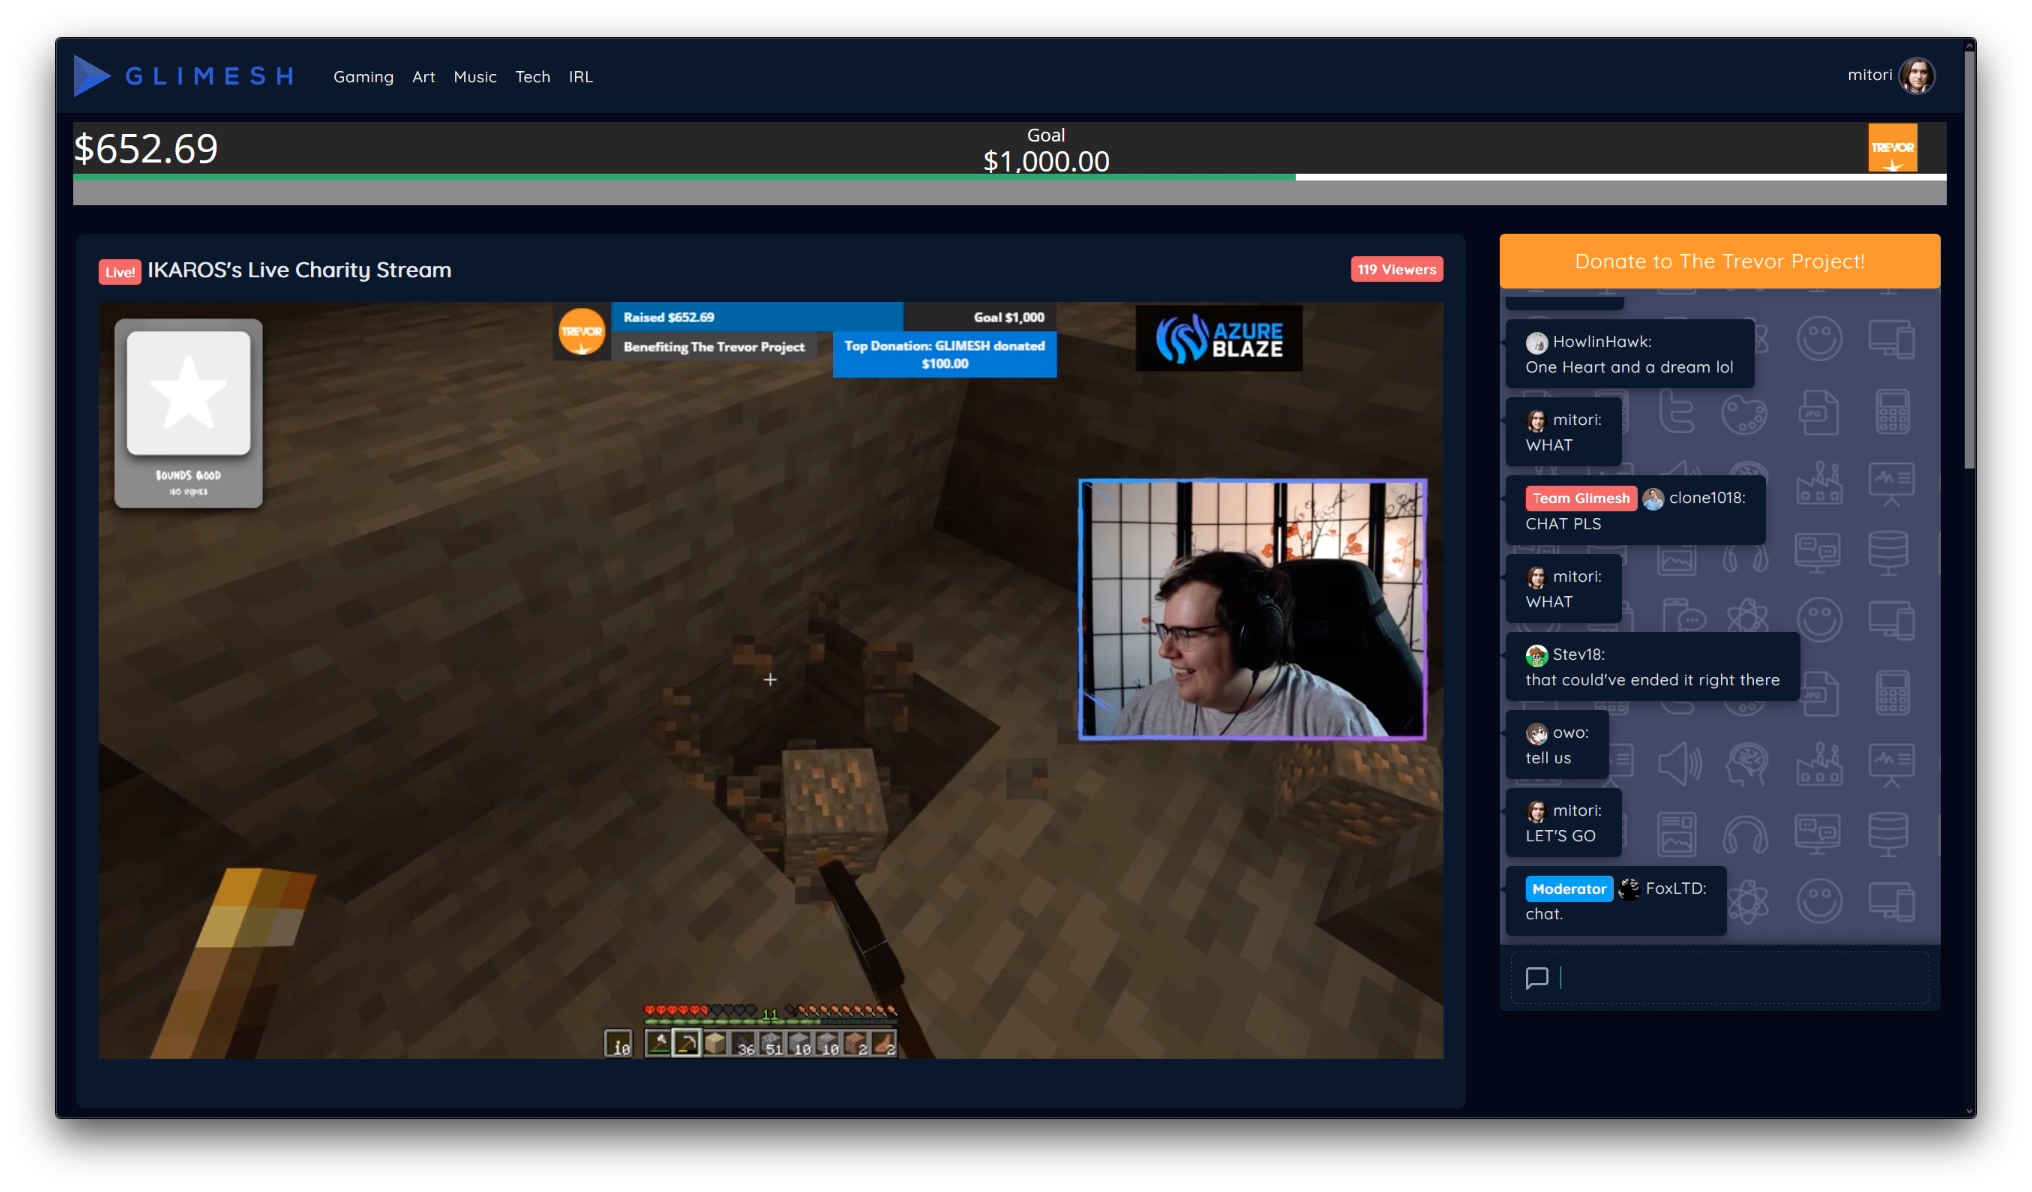 GLIMESH
Gaming Art Music Tech IRL
mitori
$652.69
Goal
$1,000.00
TREVOR
Live! IKAROS's Live Charity Stream
119 Viewers
SOUNDS GOOD
TREVOR
Raised $652.69
Goal $1,000
Benefiting The Trevor Project
Top Donation: GLIMESH donated
$100.00
AZURE
BLAZE
11
10
36 51 10 10 2 2
Donate to The Trevor Project!
HowlinHawk:
One Heart and a dream lol
mitori:
WHAT
Team Glimesh clone1018:
CHAT PLS
mitori:
WHAT
Stev18:
that could've ended it right there
owo:
tell us
mitori:
LET'S GO
Moderator FoxLTD:
chat.